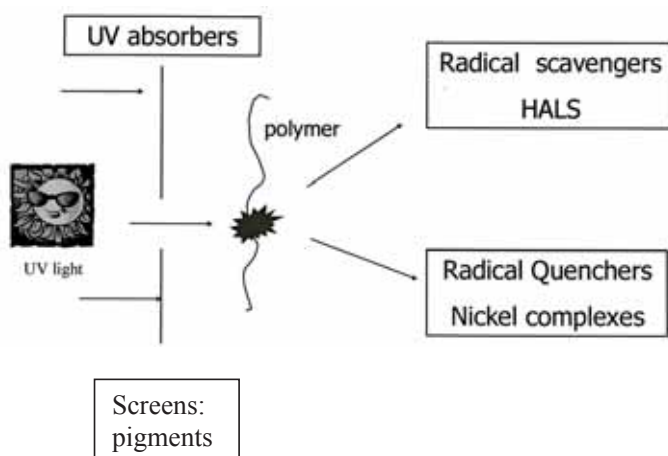 UV absorbers
Radical scavengers
HALS
polymer
UV light
Radical Quenchers
Nickel complexes
Screens:
pigments